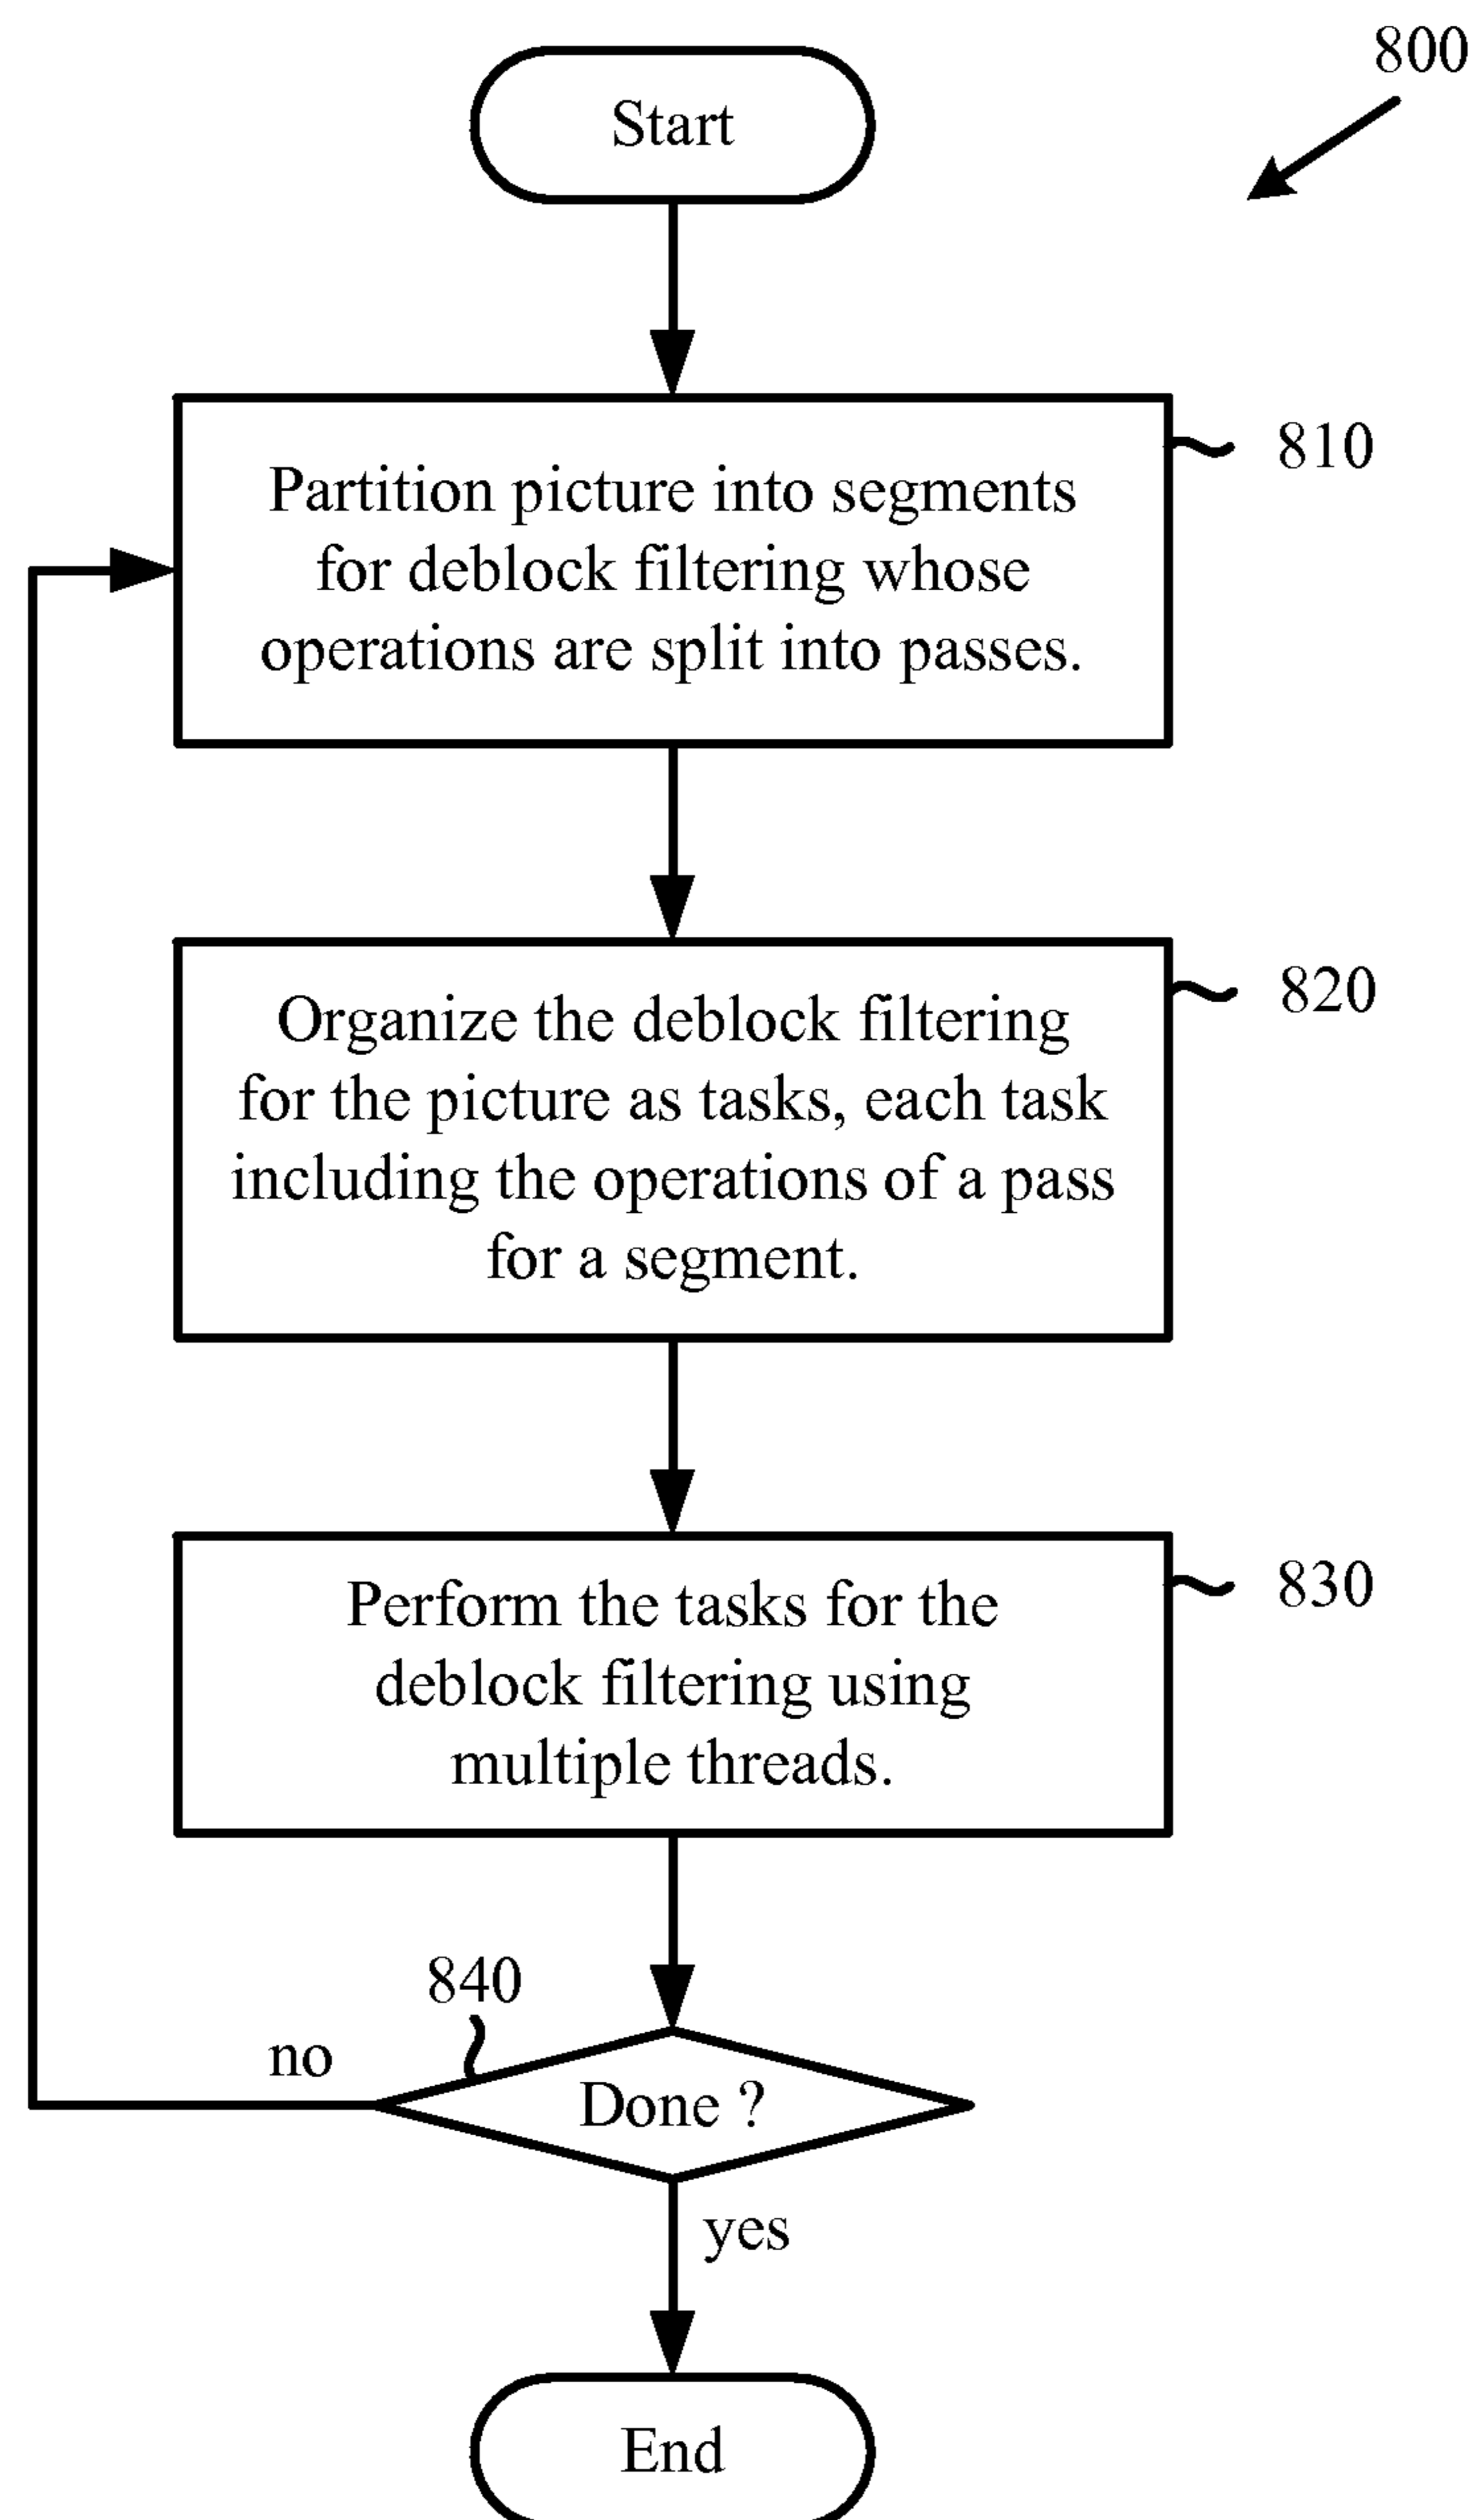 800
Start
810
Partition picture into segments
for deblock filtering whose
operations are split into passes.
820
Organize the deblock filtering
for the picture as tasks, each task
including the operations of a pass
for a segment.
830
Perform the tasks for the
deblock filtering using
multiple threads.
840
no
Done ?
yes
End